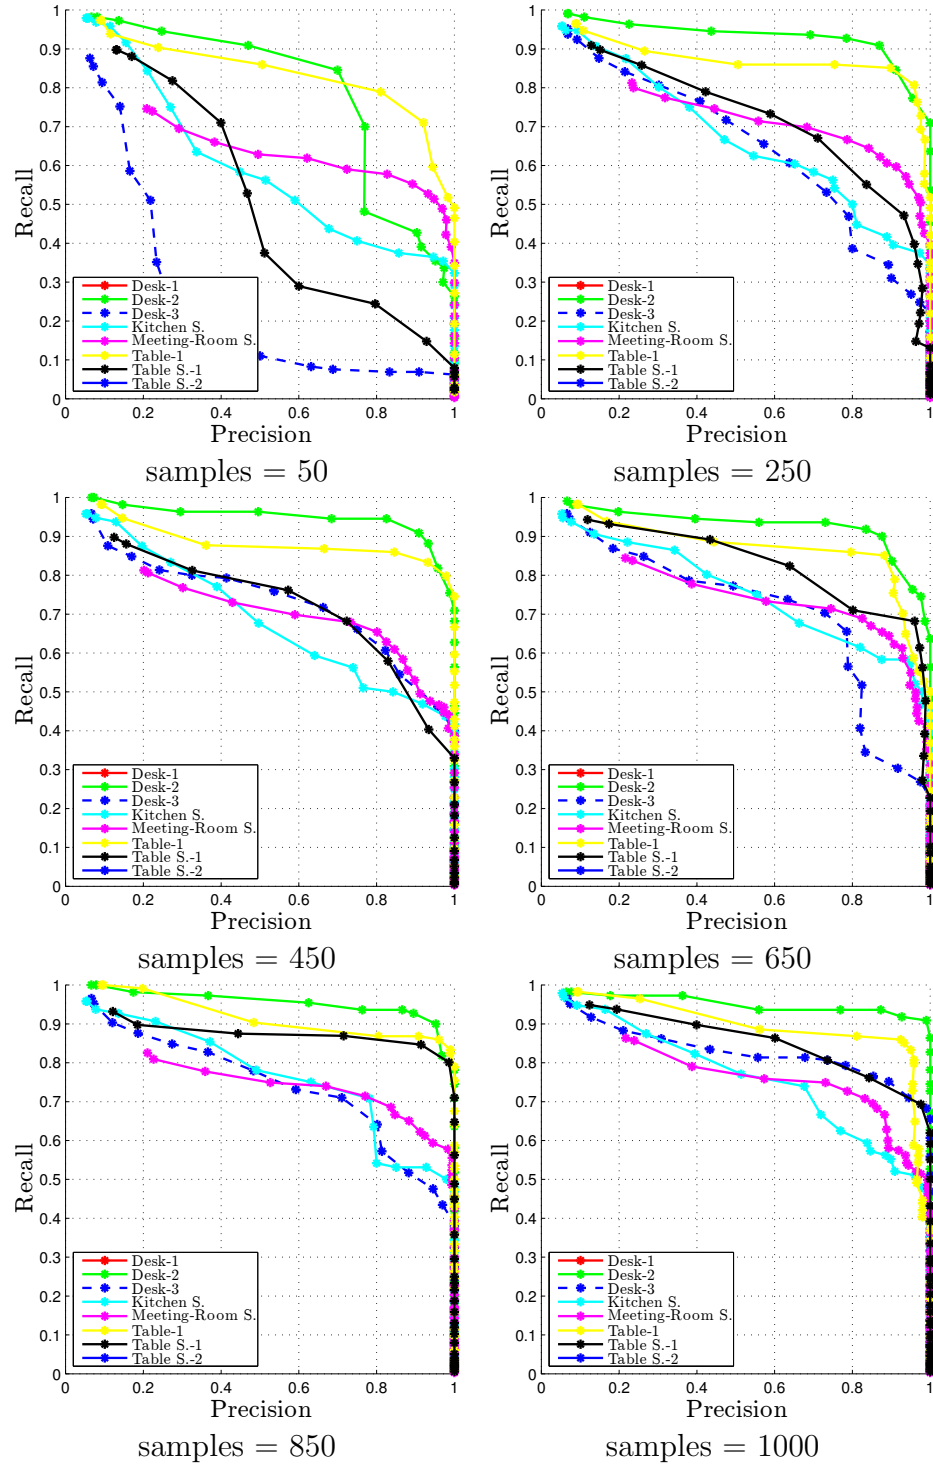 1
0.9
0.8
0.7
0.6
0.5
0.4
0.3
0.2
0.1
0
Recall
Desk-1
Desk-2
Desk-3
Kitchen S.
Meeting-Room S.
Table-1
Table S.-1
Table S.-2
0 0.2 0.4 0.6 0.8 1
Precision
samples = 50
1
0.9
0.8
0.7
0.6
0.5
0.4
0.3
0.2
0.1
0
Recall
Desk-1
Desk-2
Desk-3
Kitchen S.
Meeting-Room S.
Table-1
Table S.-1
Table S.-2
0 0.2 0.4 0.6 0.8 1
Precision
samples = 250
1
0.9
0.8
0.7
0.6
0.5
0.4
0.3
0.2
0.1
0
Recall
Desk-1
Desk-2
Desk-3
Kitchen S.
Meeting-Room S.
Table-1
Table S.-1
Table S.-2
0 0.2 0.4 0.6 0.8 1
Precision
samples = 450
1
0.9
0.8
0.7
0.6
0.5
0.4
0.3
0.2
0.1
0
Recall
Desk-1
Desk-2
Desk-3
Kitchen S.
Meeting-Room S.
Table-1
Table S.-1
Table S.-2
0 0.2 0.4 0.6 0.8 1
Precision
samples = 650
1
0.9
0.8
0.7
0.6
0.5
0.4
0.3
0.2
0.1
0
Recall
Desk-1
Desk-2
Desk-3
Kitchen S.
Meeting-Room S.
Table-1
Table S.-1
Table S.-2
0 0.2 0.4 0.6 0.8 1
Precision
samples = 850
1
0.9
0.8
0.7
0.6
0.5
0.4
0.3
0.2
0.1
0
Recall
Desk-1
Desk-2
Desk-3
Kitchen S.
Meeting-Room S.
Table-1
Table S.-1
Table S.-2
0 0.2 0.4 0.6 0.8 1
Precision
samples = 1000